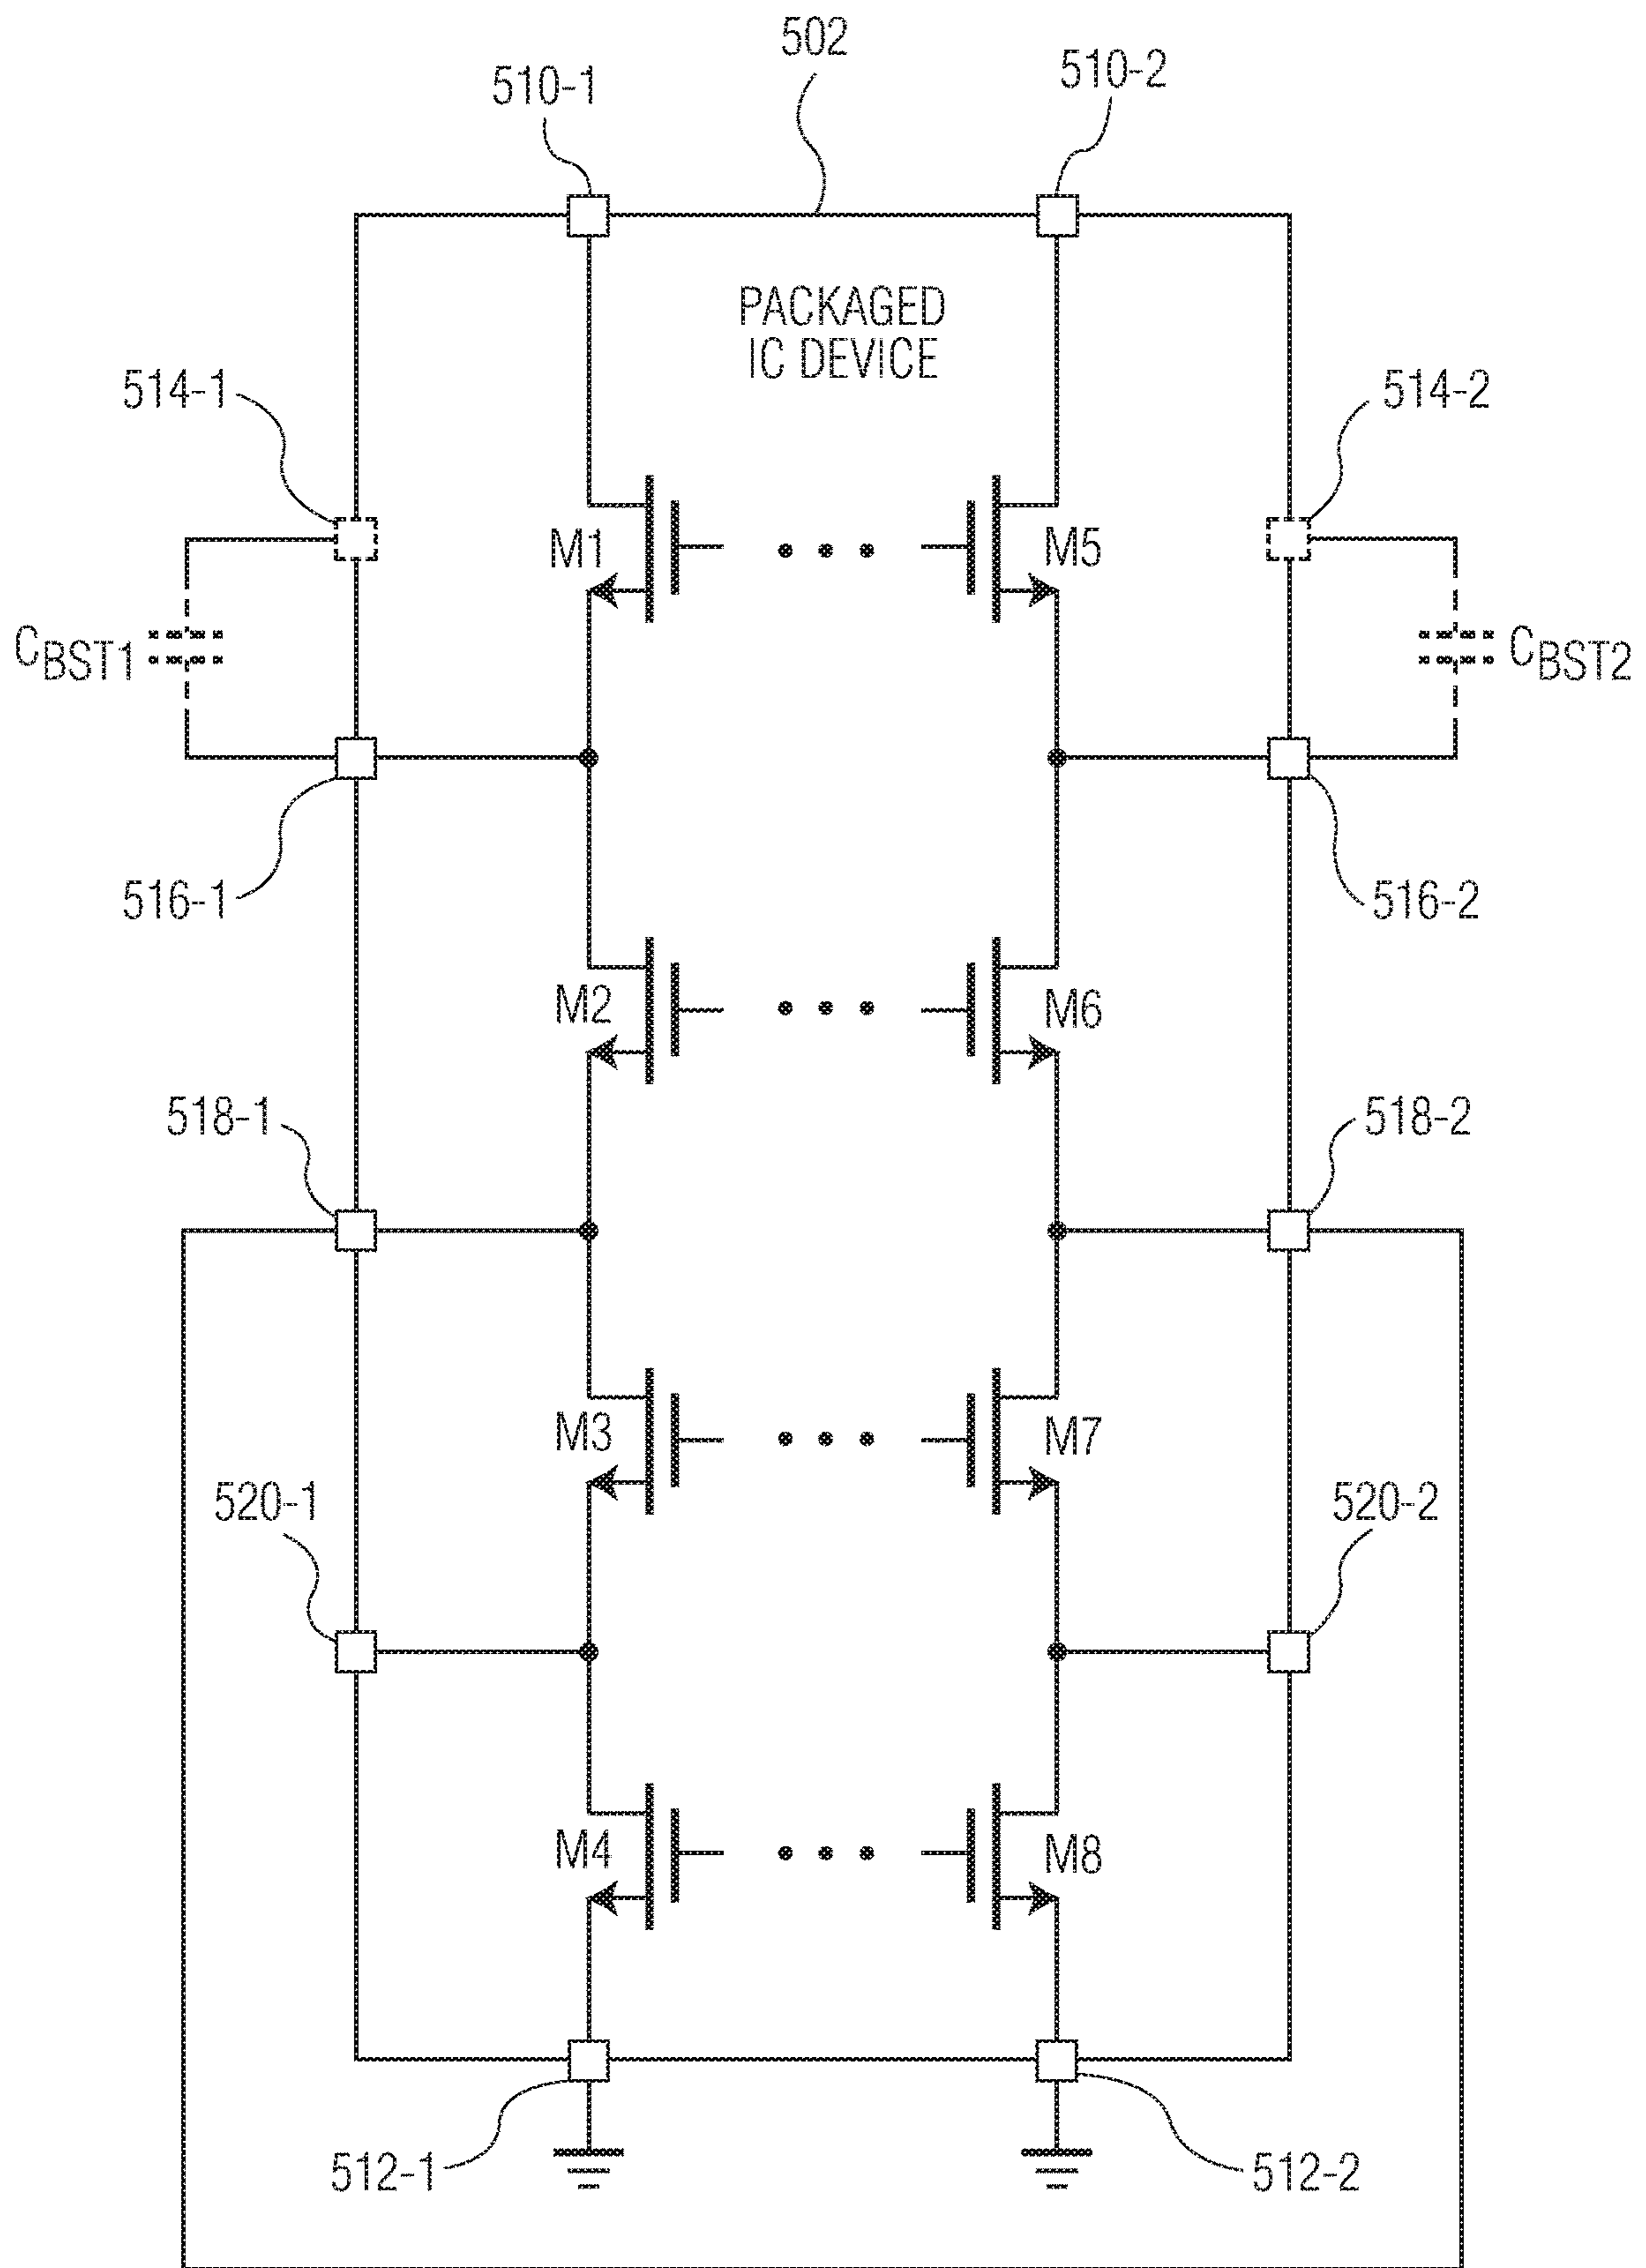 502
510-1
510-2
PACKAGED
IC DEVICE
514-1
514-2
M1
M5
CBST1
CBST2
516-1
516-2
M2
M6
518-1
518-2
M3
M7
520-1
520-2
M4
M8
512-1
512-2